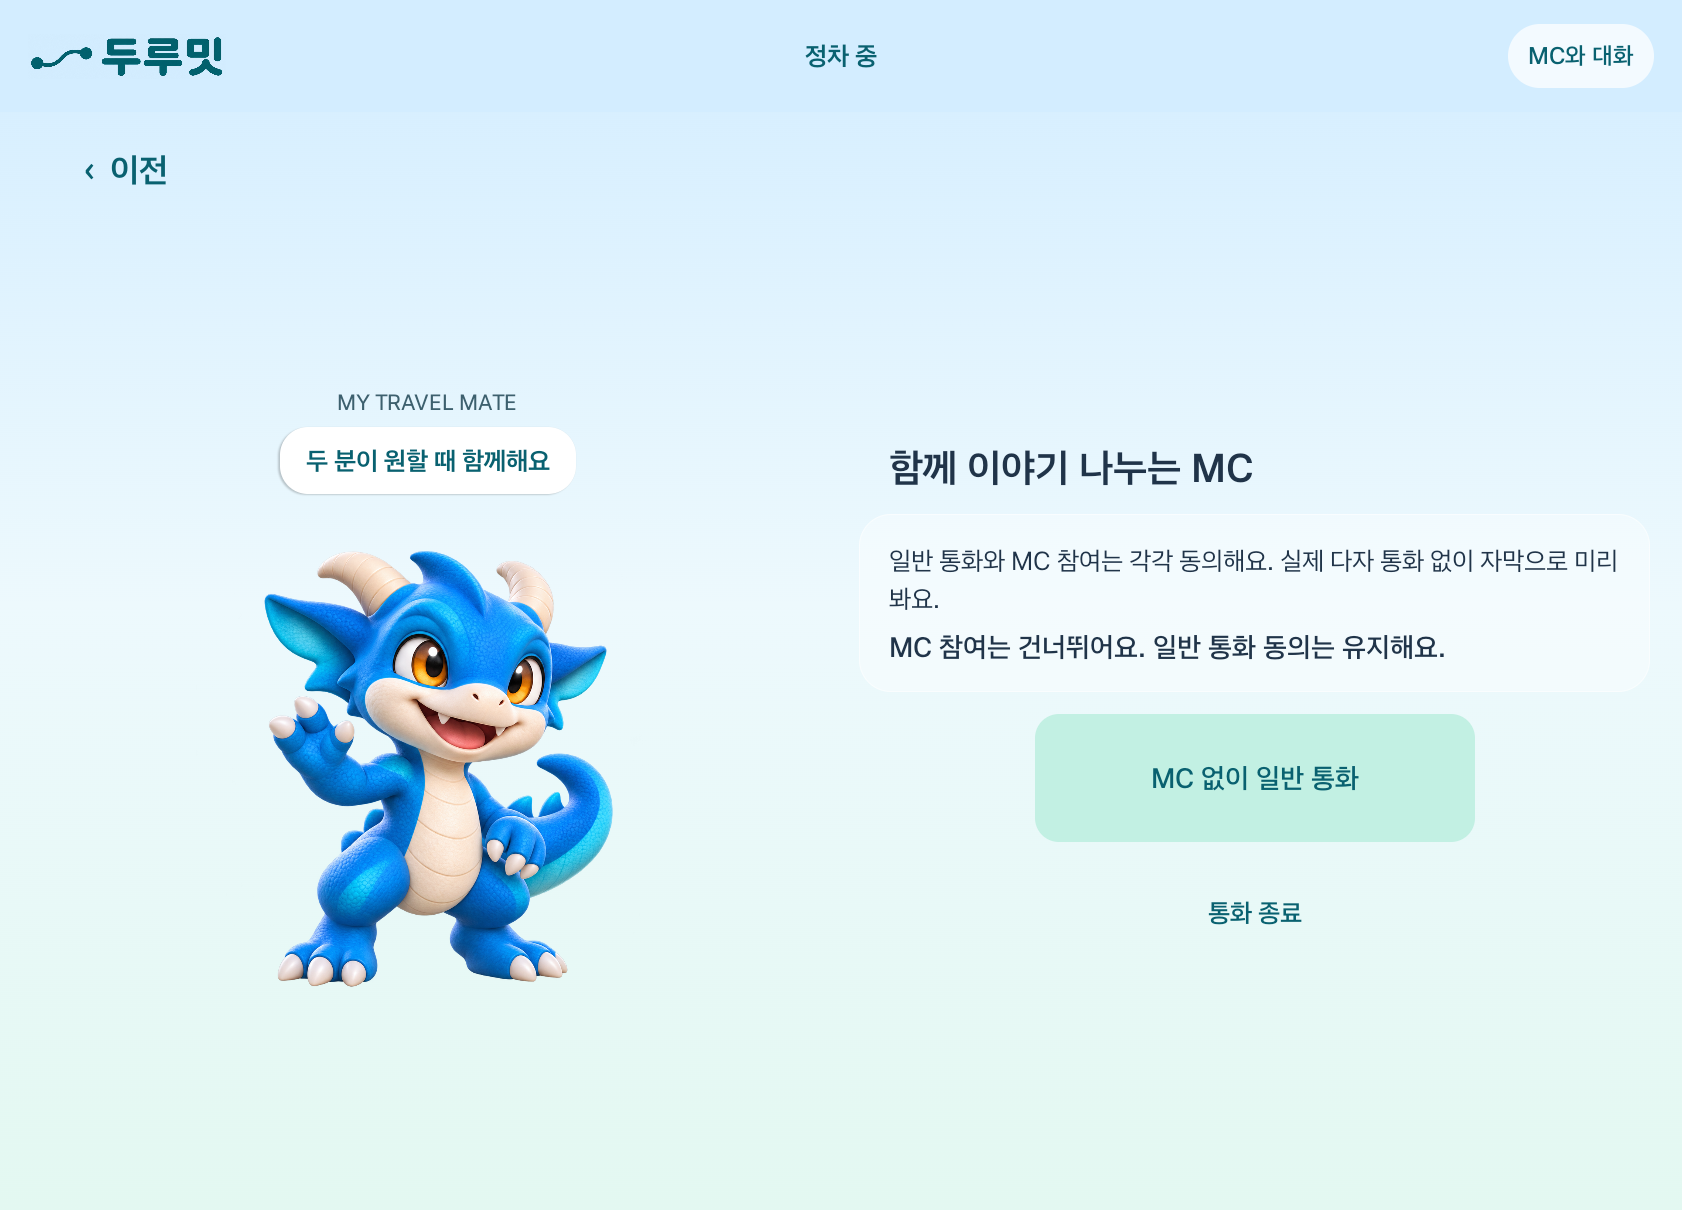 두루밋
정차 중
MC와 대화
‹ 이전
MY TRAVEL MATE
두 분이 원할 때 함께해요
함께 이야기 나누는 MC
일반 통화와 MC 참여는 각각 동의해요. 실제 다자 통화 없이 자막으로 미리
봐요.
MC 참여는 건너뛰어요. 일반 통화 동의는 유지해요.
MC 없이 일반 통화
통화 종료